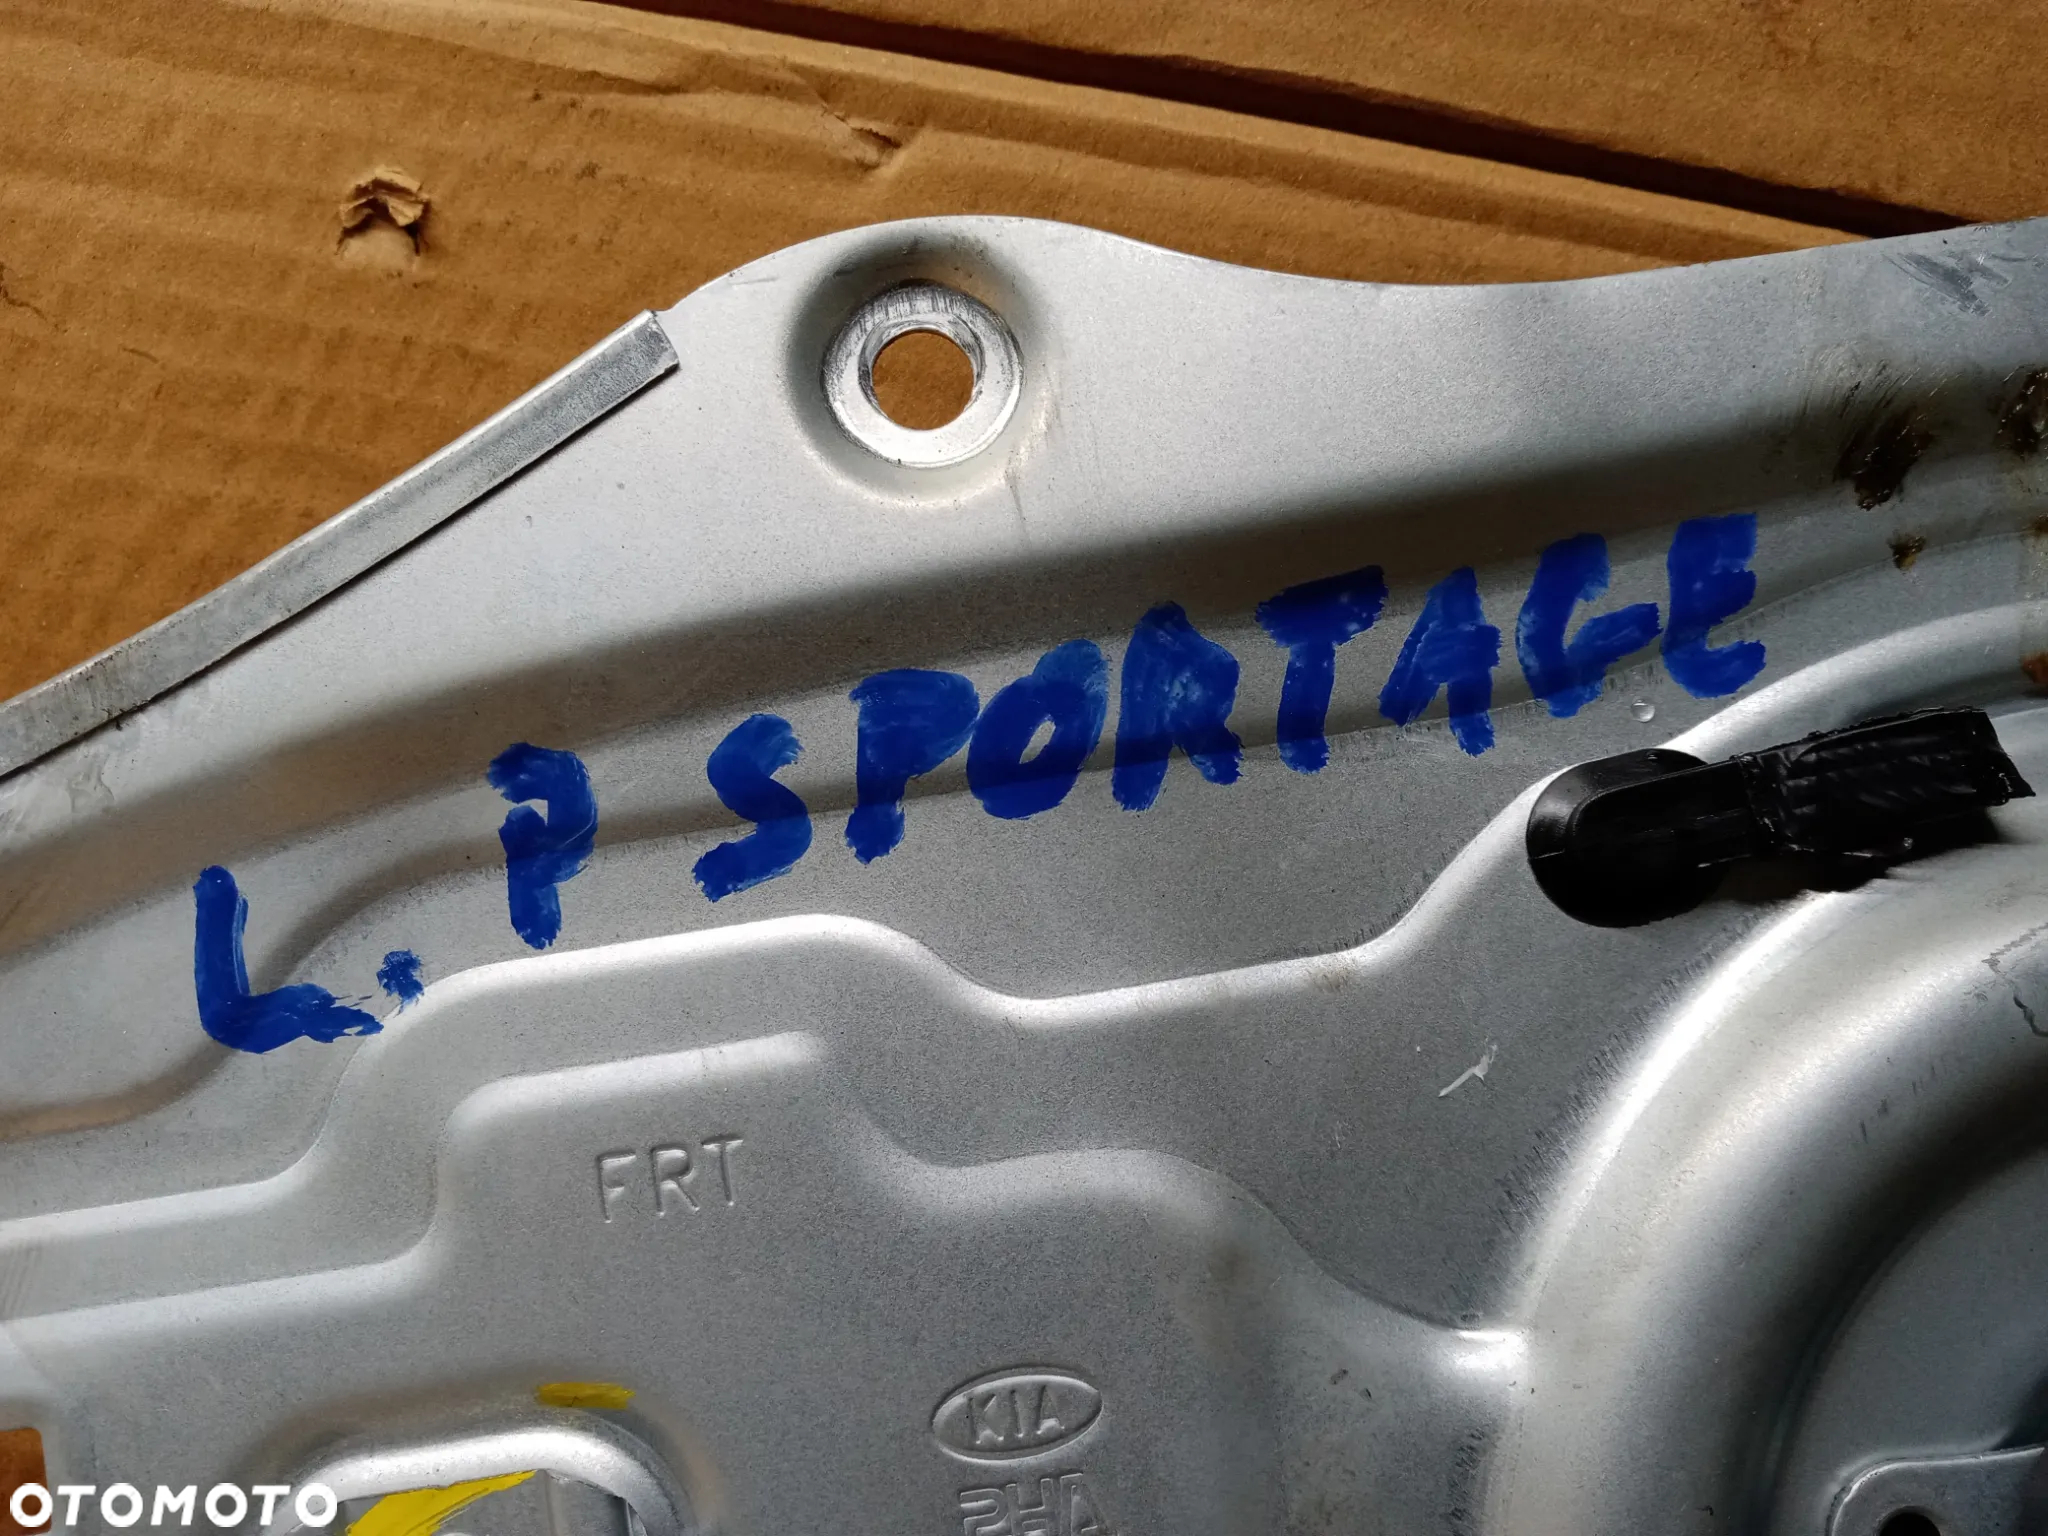 L. P SPORTAGE
FRT
KIA
PHA
OTOMOTO